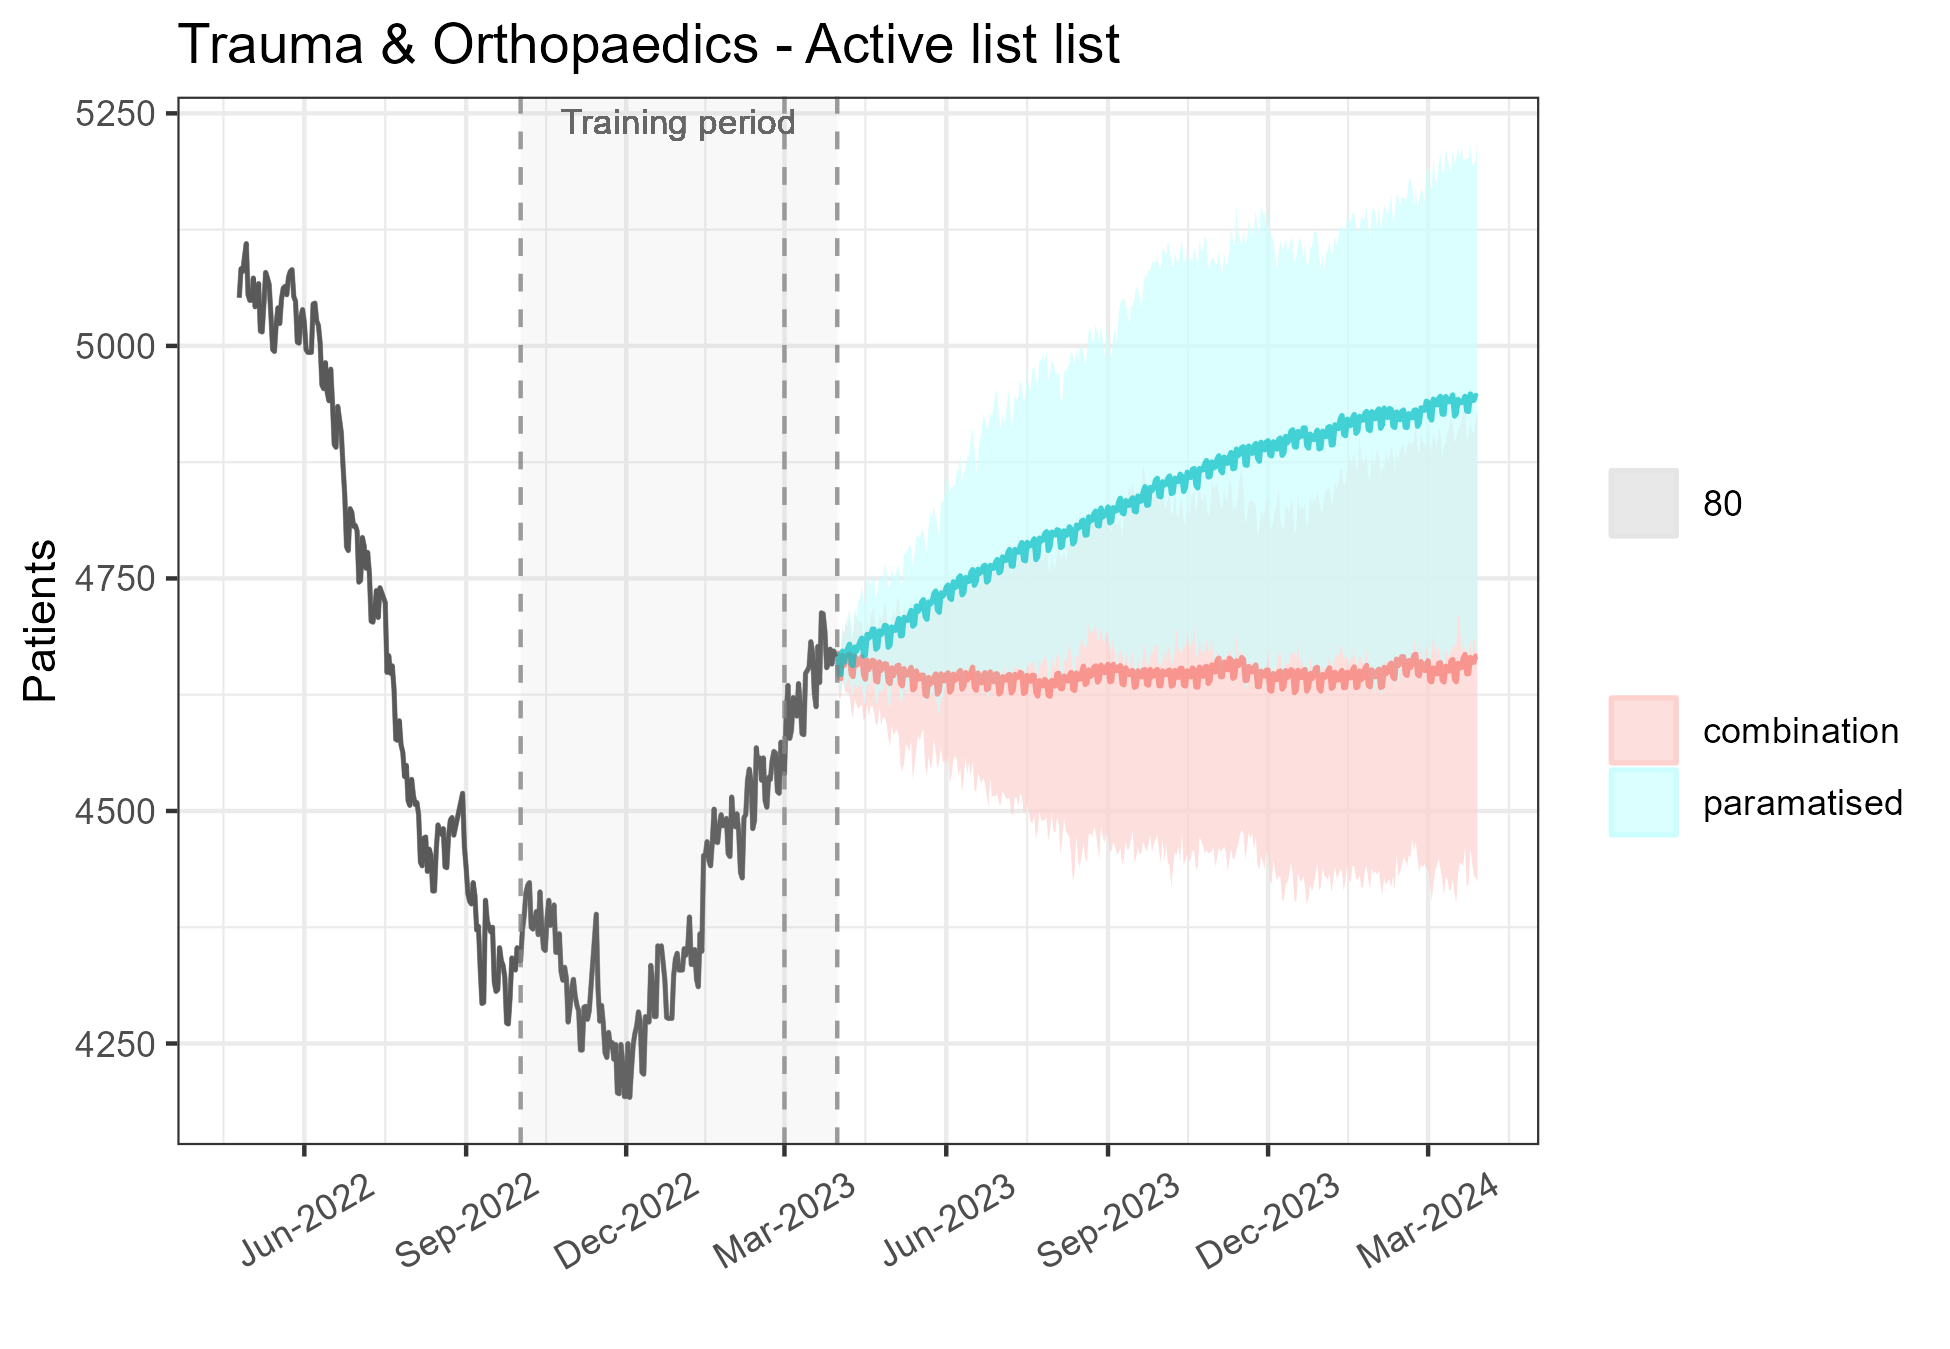 Trauma & Orthopaedics - Active list list
Training period
Patients
5250
5000
4750
4500
4250
Jun-2022
Sep-2022
Dec-2022
Mar-2023
Jun-2023
Sep-2023
Dec-2023
Mar-2024
80
combination
paramatised